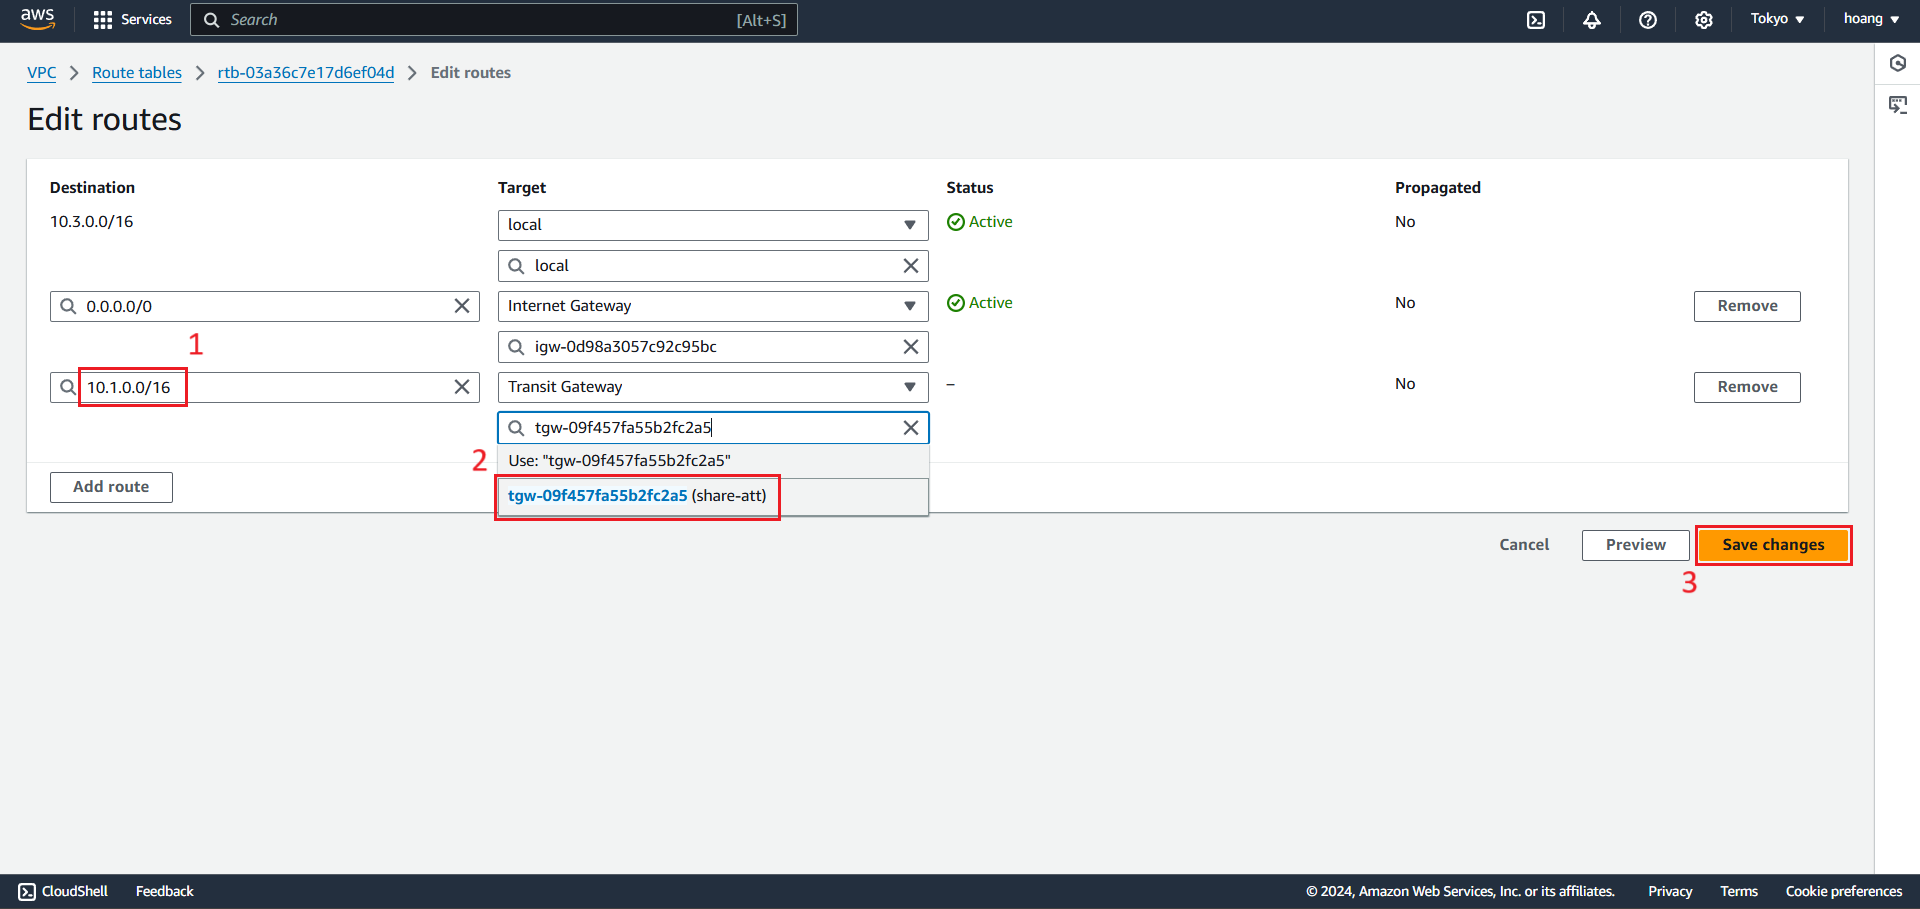 aws Services Search [Alt+S] Tokyo hoang
VPC Route tables rtb-03a36c7e17d6ef04d Edit routes
Edit routes
Destination Target Status Propagated
10.3.0.0/16 local Active No
local
0.0.0.0/0 Internet Gateway Active No Remove
1 igw-0d98a3057c92c95bc
10.1.0.0/16 Transit Gateway – No Remove
tgw-09f457fa55b2fc2a5
2 Use: "tgw-09f457fa55b2fc2a5"
Add route tgw-09f457fa55b2fc2a5 (share-att)
Cancel Preview Save changes
3
CloudShell Feedback © 2024, Amazon Web Services, Inc. or its affiliates. Privacy Terms Cookie preferences